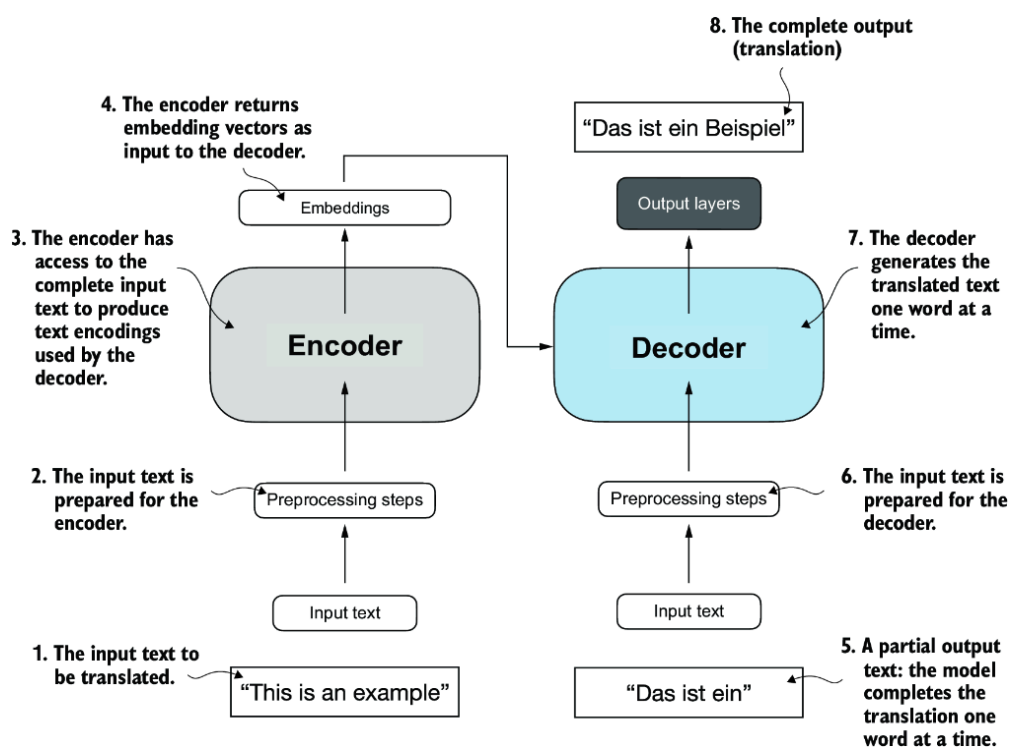 8. The complete output
(translation)
4. The encoder returns
embedding vectors as
input to the decoder.
“Das ist ein Beispiel”
Embeddings
Output layers
3. The encoder has
access to the
complete input
text to produce
text encodings
used by the
decoder.
7. The decoder
generates the
translated text
one word at a
time.
Encoder
Decoder
2. The input text is
prepared for the
encoder.
Preprocessing steps
Preprocessing steps
6. The input text is
prepared for the
decoder.
Input text
Input text
1. The input text to
be translated.
“This is an example”
“Das ist ein”
5. A partial output
text: the model
completes the
translation one
word at a time.